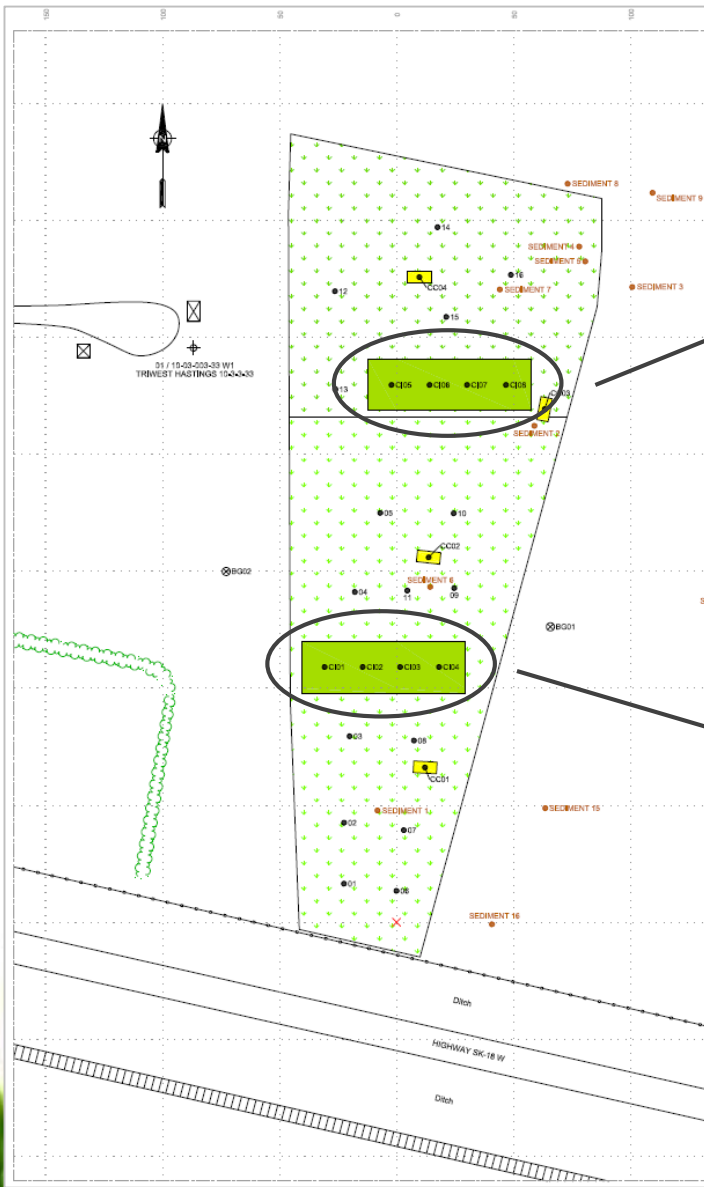 150
100
50
0
50
100
N
SEDIMENT 8
SEDIMENT 9
14
SEDIMENT 4
SEDIMENT 5
16
CC04
12
SEDIMENT 7
SEDIMENT 3
15
01 / 10-03-003-33 W1
TRIWEST HASTINGS 10-3-3-33
13
CI05
CI06
CI07
CI08
CC03
SEDIMENT 2
05
10
CC02
BG02
SEDIMENT 6
04
11
09
BG01
CI01
CI02
CI03
CI04
03
08
CC01
SEDIMENT 1
SEDIMENT 15
02
07
01
06
SEDIMENT 16
Ditch
HIGHWAY SK-18 W
Ditch